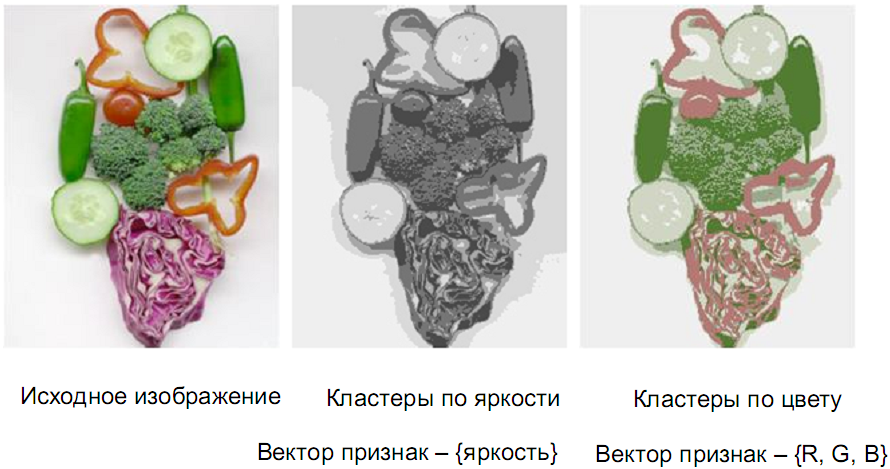 Исходное изображение
Кластеры по яркости
Кластеры по цвету
Вектор признак – {яркость}
Вектор признак – {R, G, B}